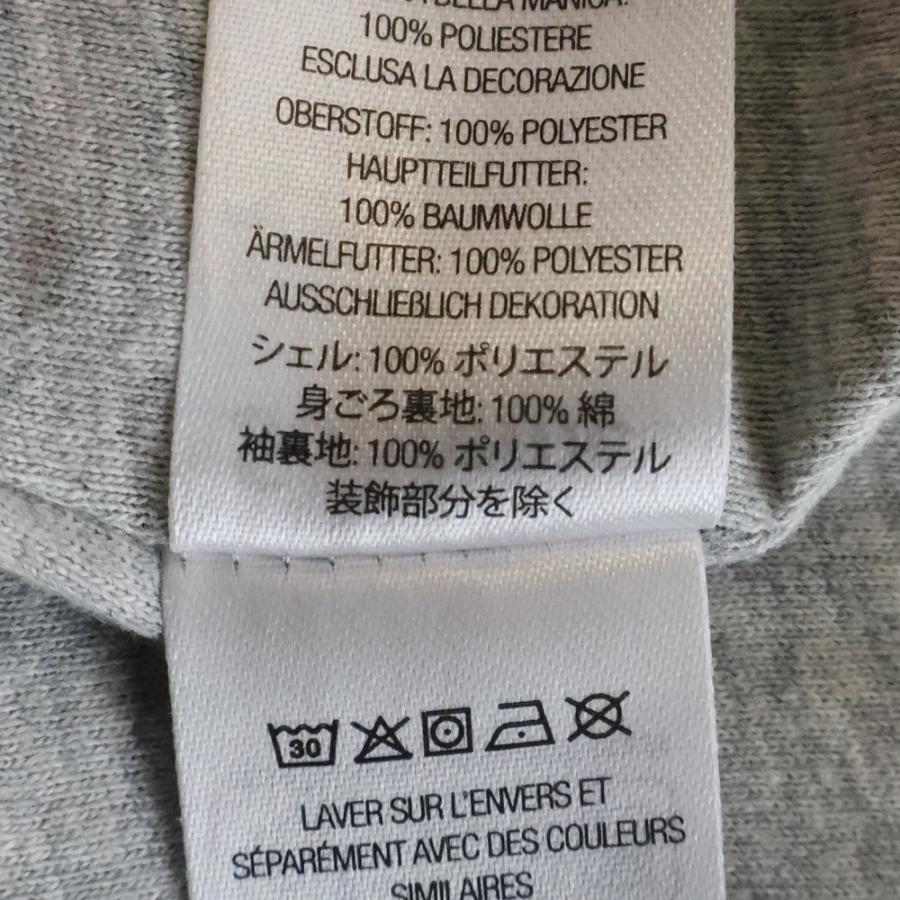 DELLA MANICA:
100% POLIESTERE
ESCLUSA LA DECORAZIONE
OBERSTOFF: 100% POLYESTER
HAUPTTEILFUTTER:
100% BAUMWOLLE
ÄRMELFUTTER: 100% POLYESTER
AUSSCHLIEẞLICH DEKORATION
シェル: 100% ポリエステル
身ごろ裏地: 100% 綿
袖裏地: 100% ポリエステル
装飾部分を除く
30
LAVER SUR L'ENVERS ET
SÉPARÉMENT AVEC DES COULEURS
SIMILAIRES